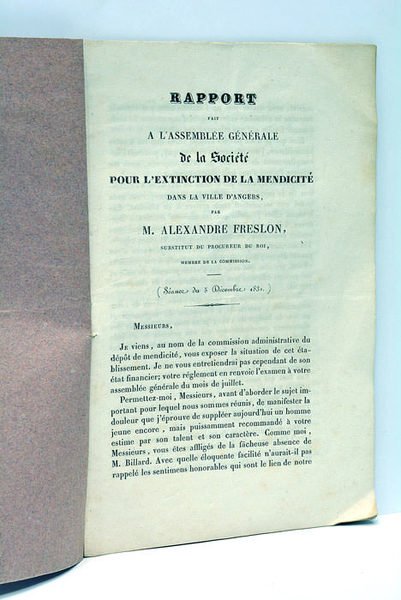 RAPPORT
FAIT
A L'ASSEMBLÉE GÉNÉRALE
de la Société
POUR L'EXTINCTION DE LA MENDICITÉ
DANS LA VILLE D'ANGERS,
PAR
M. ALEXANDRE FRESLON,
SUBSTITUT DU PROCUREUR DU ROI,
MEMBRE DE LA COMMISSION.
(Séance du 3 Décembre 1831.)
MESSIEURS,
JE viens, au nom de la commission administrative du
dépôt de mendicité, vous exposer la situation de cet éta-
blissement. Je ne vous entretiendrai pas cependant de son
état financier; votre réglement en renvoie l'examen à votre
assemblée générale du mois de juillet.
Permettez-moi, Messieurs, avant d'aborder le sujet im-
portant pour lequel nous sommes réunis, de manifester la
douleur que j'éprouve de suppléer aujourd'hui un homme
jeune encore, mais puissamment recommandé à votre
estime par son talent et son caractère. Comme moi,
Messieurs, vous êtes affligés de la fâcheuse absence de
M. Billard. Avec quelle éloquente facilité n'aurait-il pas
rappelé les sentimens honorables qui sont le lien de notre